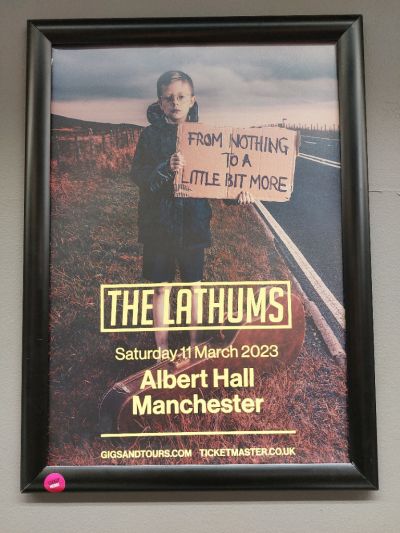 FROM NOTHING
TO A
LITTLE BIT MORE
THE LATHUMS
Saturday 11 March 2023
Albert Hall
Manchester
GIGSANDTOURS.COM TICKETMASTER.CO.UK